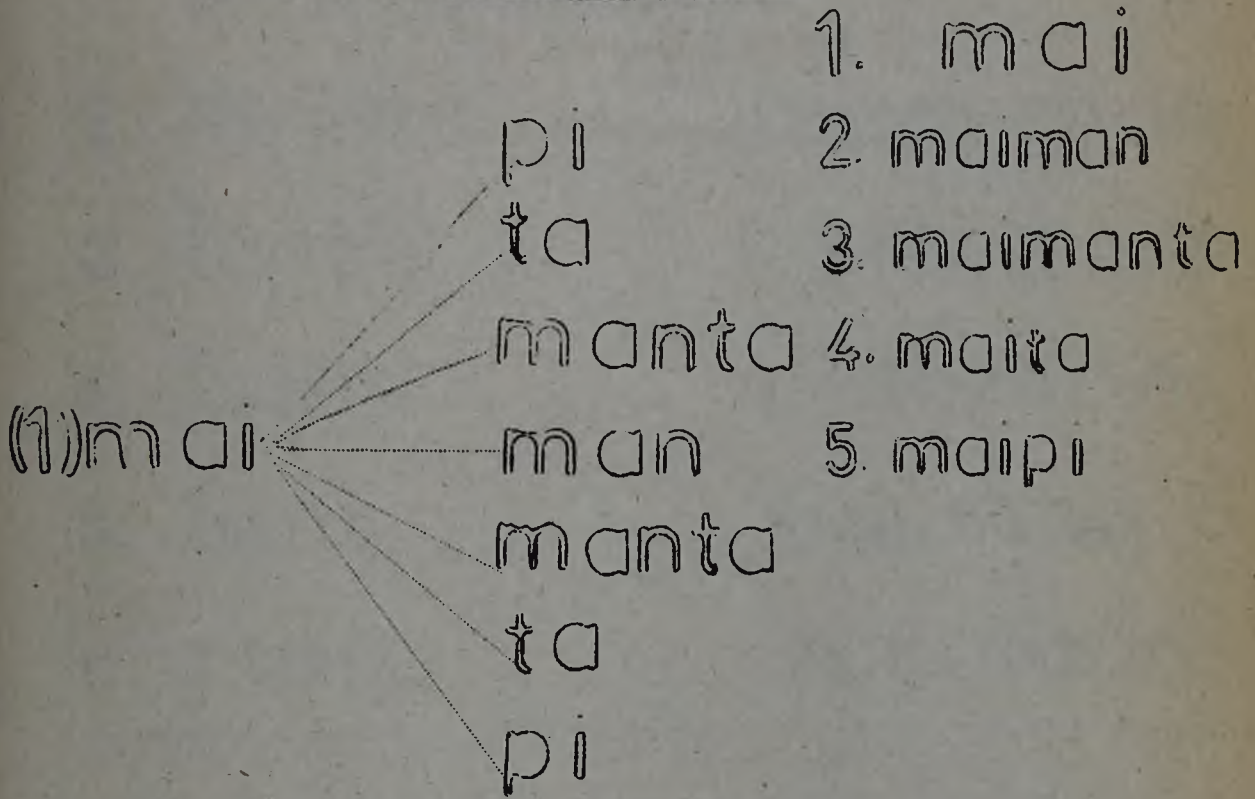 1. mai
2. maiman
3. maimanta
4. maita
5. maipi
pi
ta
manta
(1)mai
man
manta
ta
pi